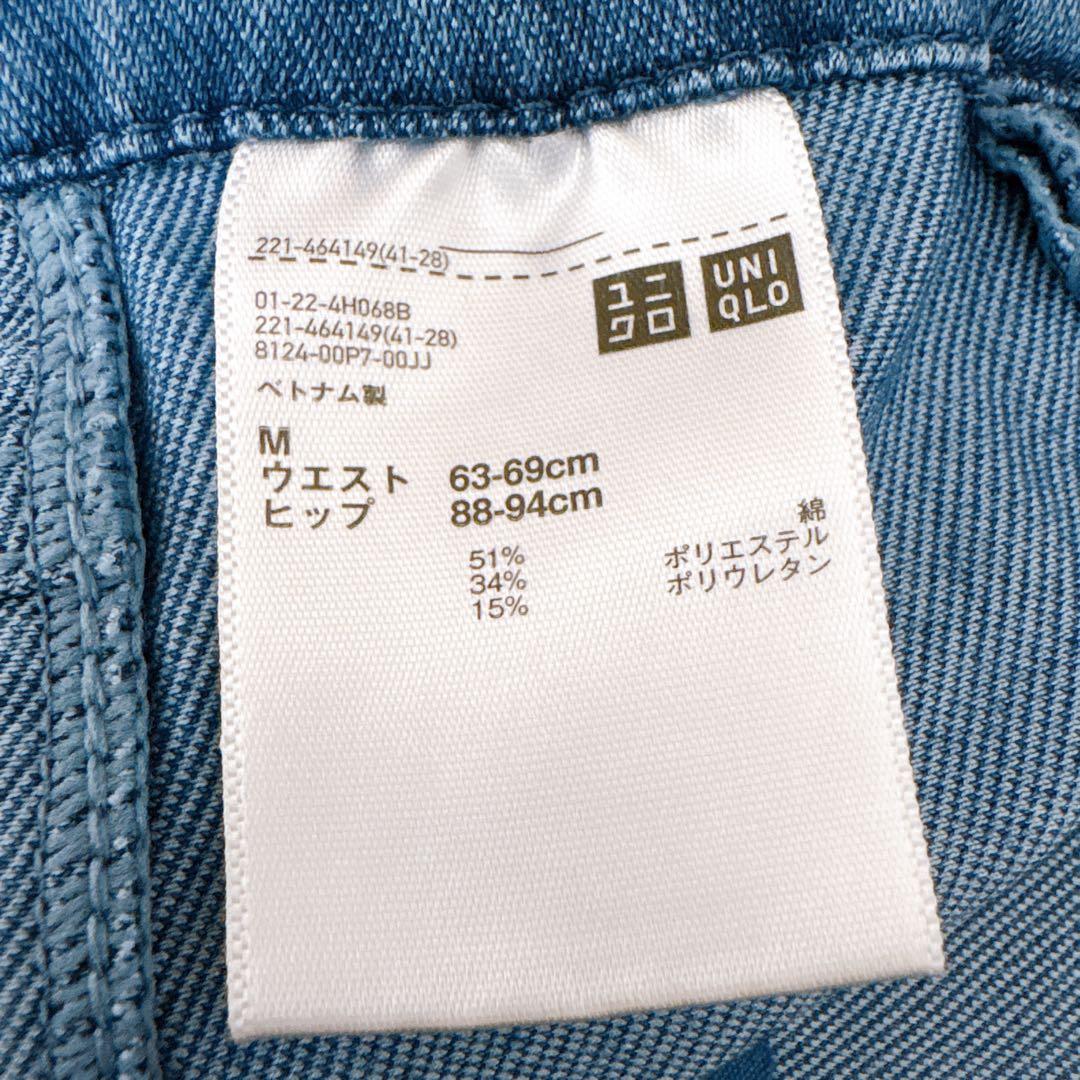 221-464149(41-28)
ユニクロ
UNIQLO
01-22-4H068B
221-464149(41-28)
8124-00P7-00JJ
ベトナム製
M
ウエスト 63-69cm
ヒップ 88-94cm
綿 51%
ポリエステル 34%
ポリウレタン 15%